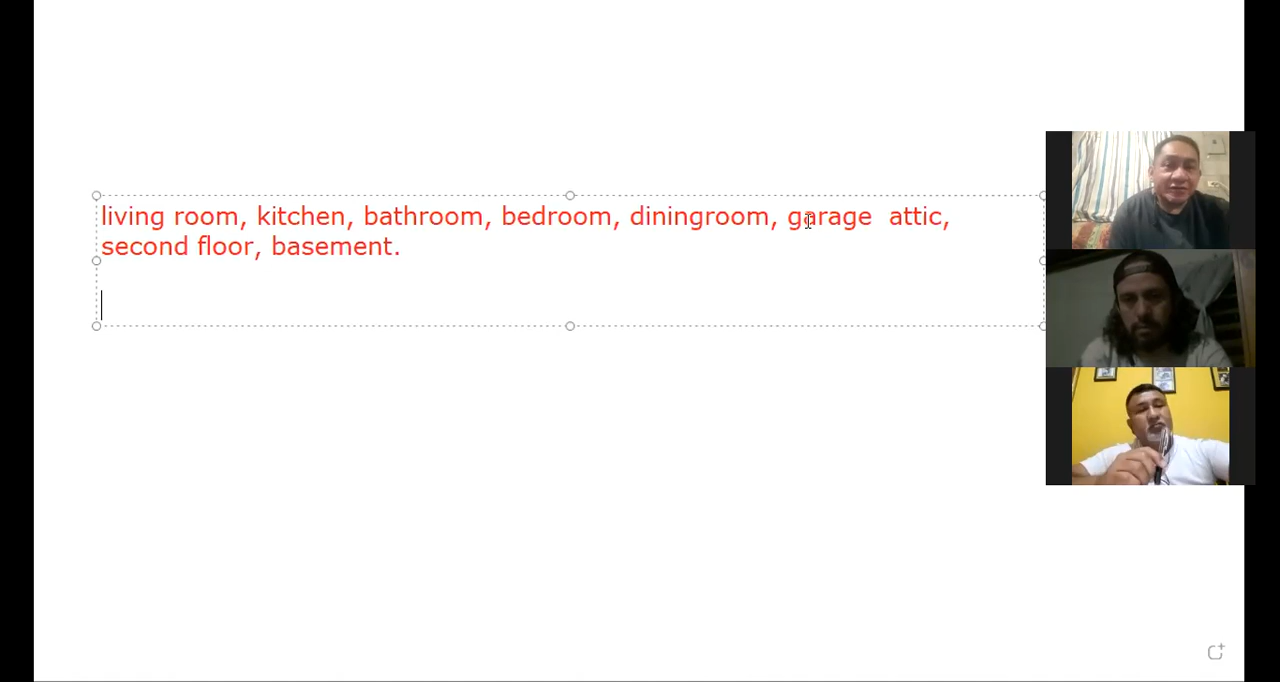 living room, kitchen, bathroom, bedroom, diningroom, garage  attic,
second floor, basement.